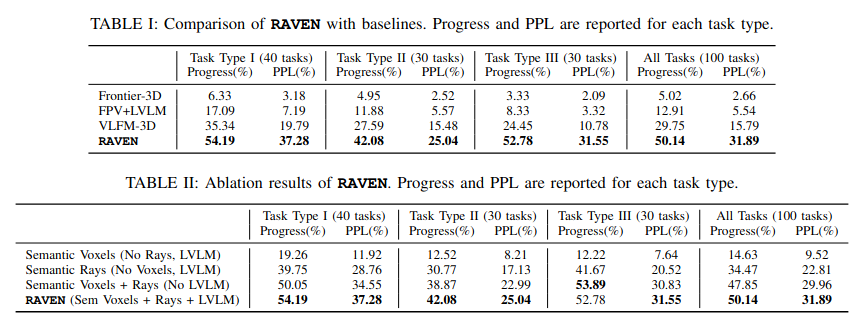 TABLE I: Comparison of RAVEN with baselines. Progress and PPL are reported for each task type.
Task Type I (40 tasks) Task Type II (30 tasks) Task Type III (30 tasks) All Tasks (100 tasks)
Progress(%) PPL(%) Progress(%) PPL(%) Progress(%) PPL(%) Progress(%) PPL(%)
Frontier-3D 6.33 3.18 4.95 2.52 3.33 2.09 5.02 2.66
FPV+LVLM 17.09 7.19 11.88 5.57 8.33 3.32 12.91 5.54
VLFM-3D 35.34 19.79 27.59 15.48 24.45 10.78 29.75 15.79
RAVEN 54.19 37.28 42.08 25.04 52.78 31.55 50.14 31.89
TABLE II: Ablation results of RAVEN. Progress and PPL are reported for each task type.
Task Type I (40 tasks) Task Type II (30 tasks) Task Type III (30 tasks) All Tasks (100 tasks)
Progress(%) PPL(%) Progress(%) PPL(%) Progress(%) PPL(%) Progress(%) PPL(%)
Semantic Voxels (No Rays, LVLM) 19.26 11.92 12.52 8.21 12.22 7.64 14.63 9.52
Semantic Rays (No Voxels, LVLM) 39.75 28.76 30.77 17.13 41.67 20.52 34.47 22.81
Semantic Voxels + Rays (No LVLM) 50.05 34.55 38.87 22.99 53.89 30.83 47.85 29.96
RAVEN (Sem Voxels + Rays + LVLM) 54.19 37.28 42.08 25.04 52.78 31.55 50.14 31.89